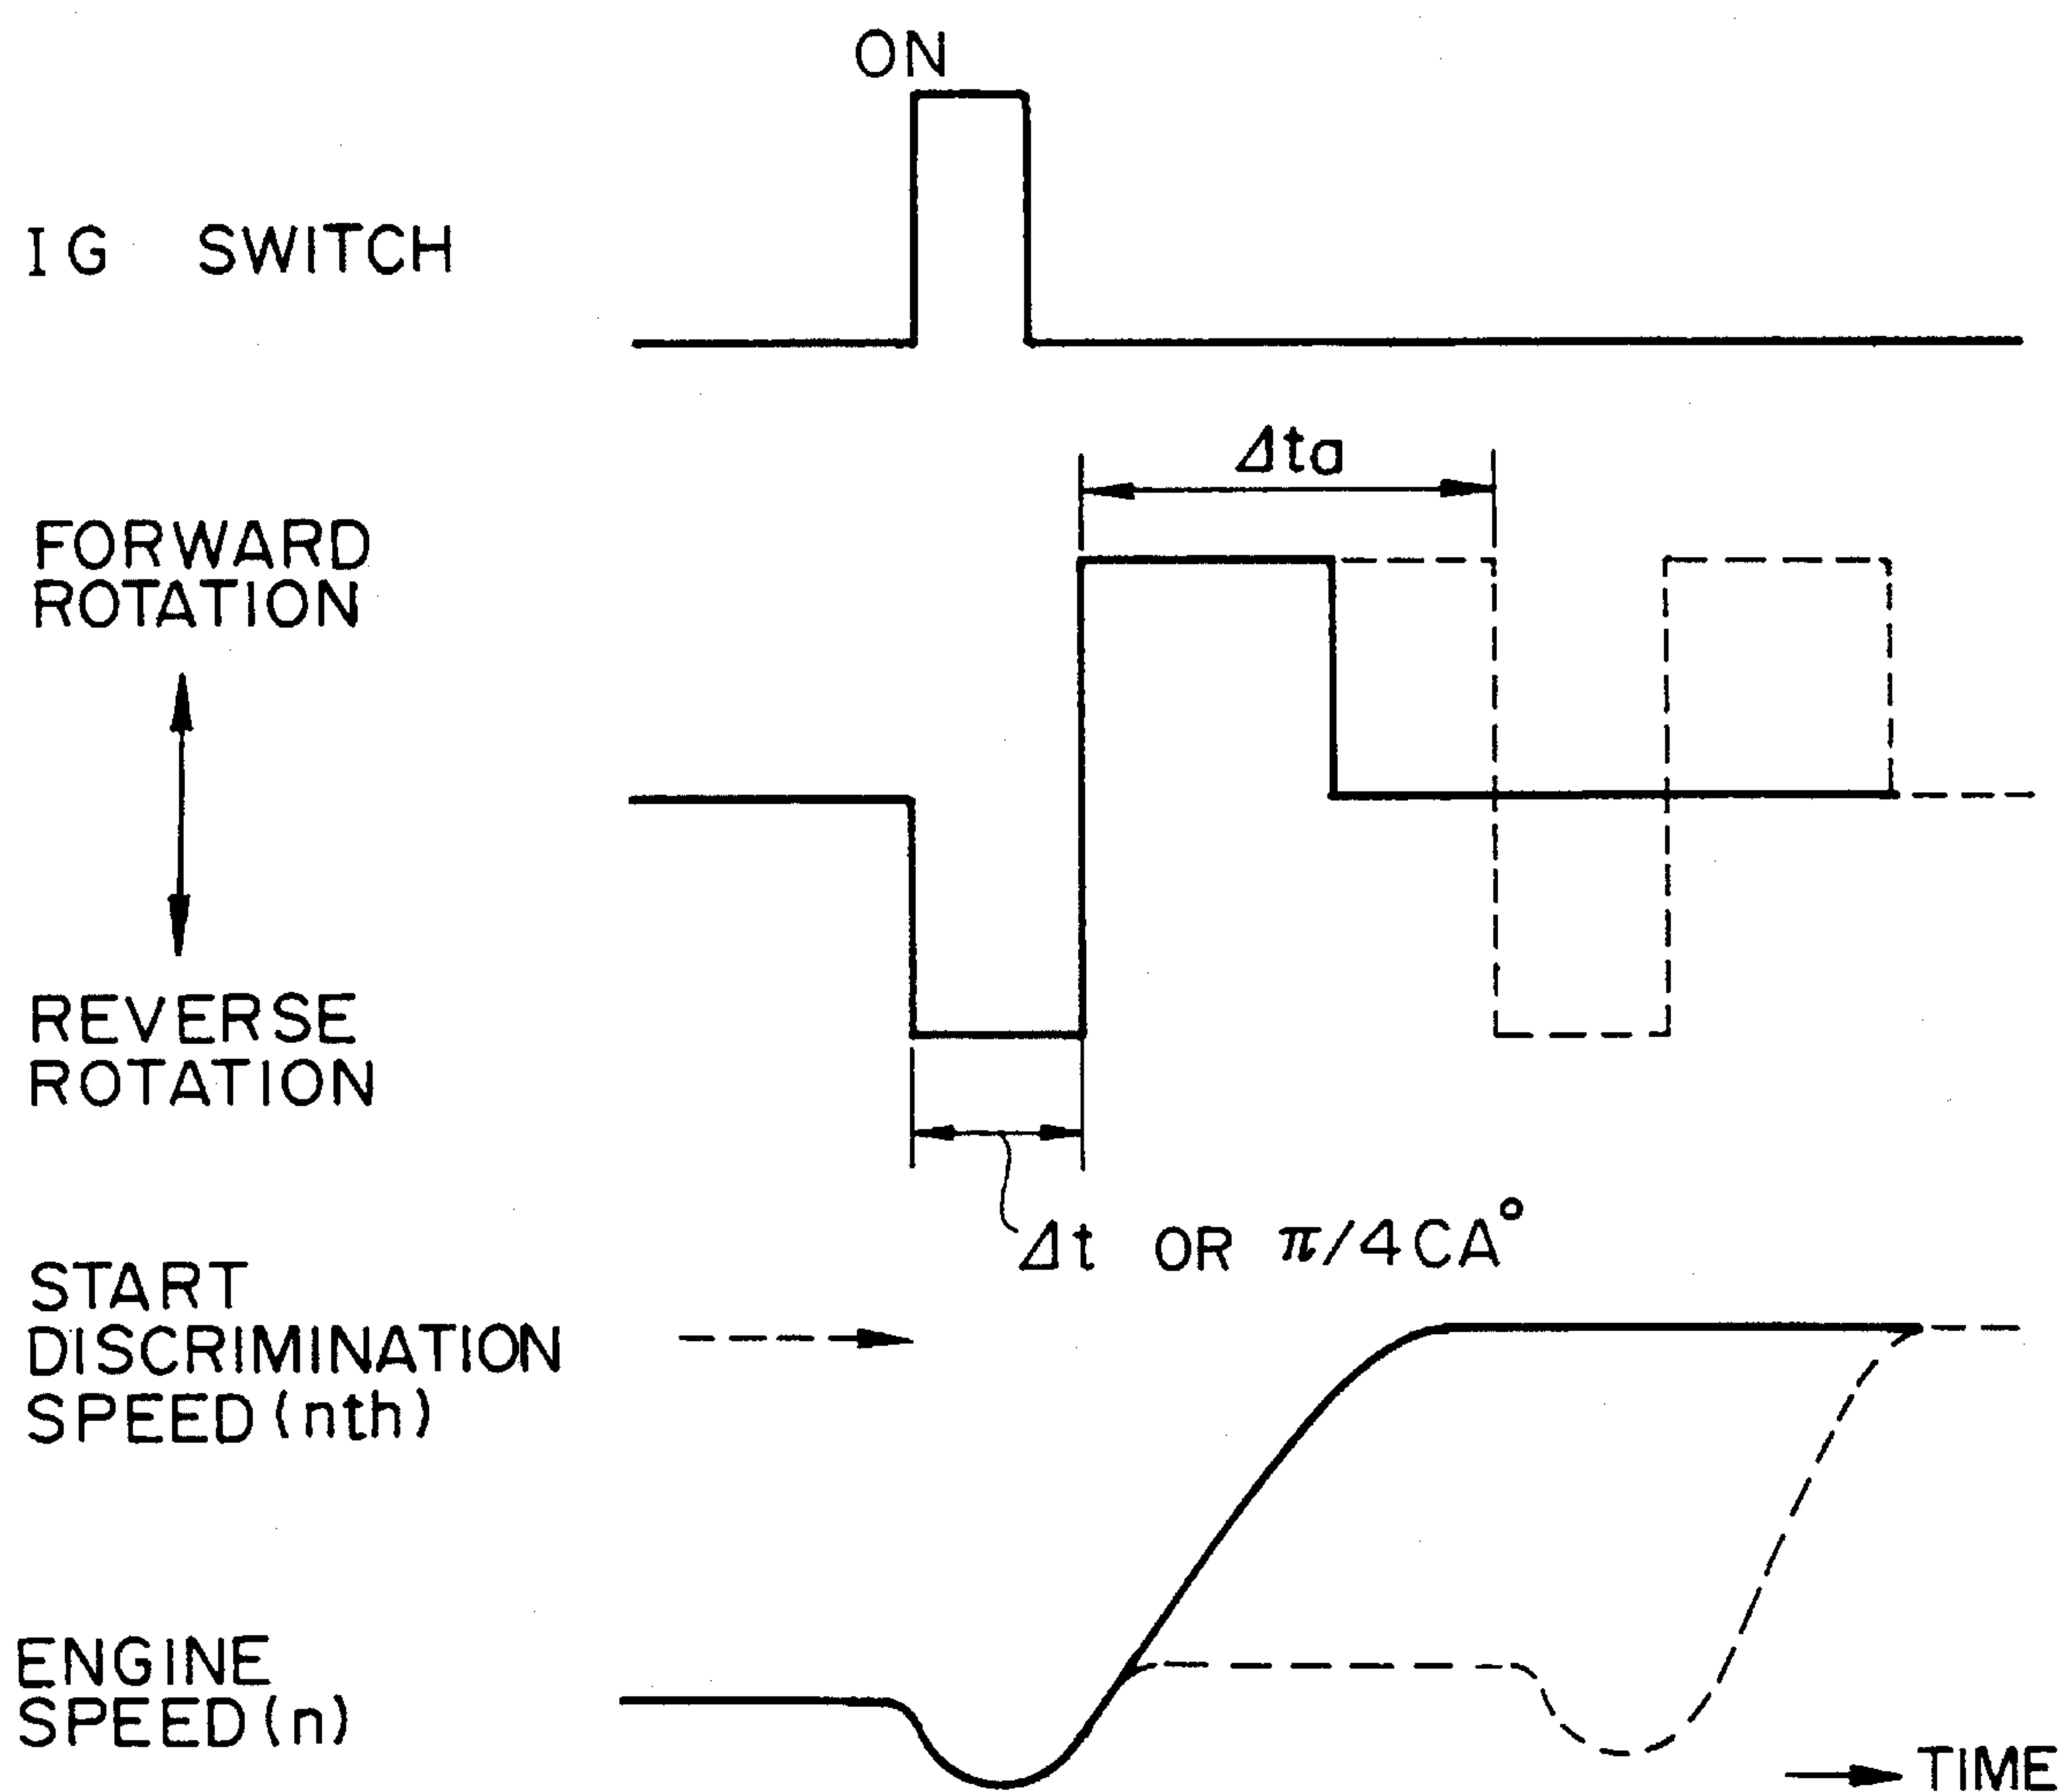 ON
IG SWITCH
Δta
FORWARD
ROTATION
REVERSE
ROTATION
Δt OR π/4CA°
START
DISCRIMINATION
SPEED(nth)
ENGINE
SPEED(n)
TIME